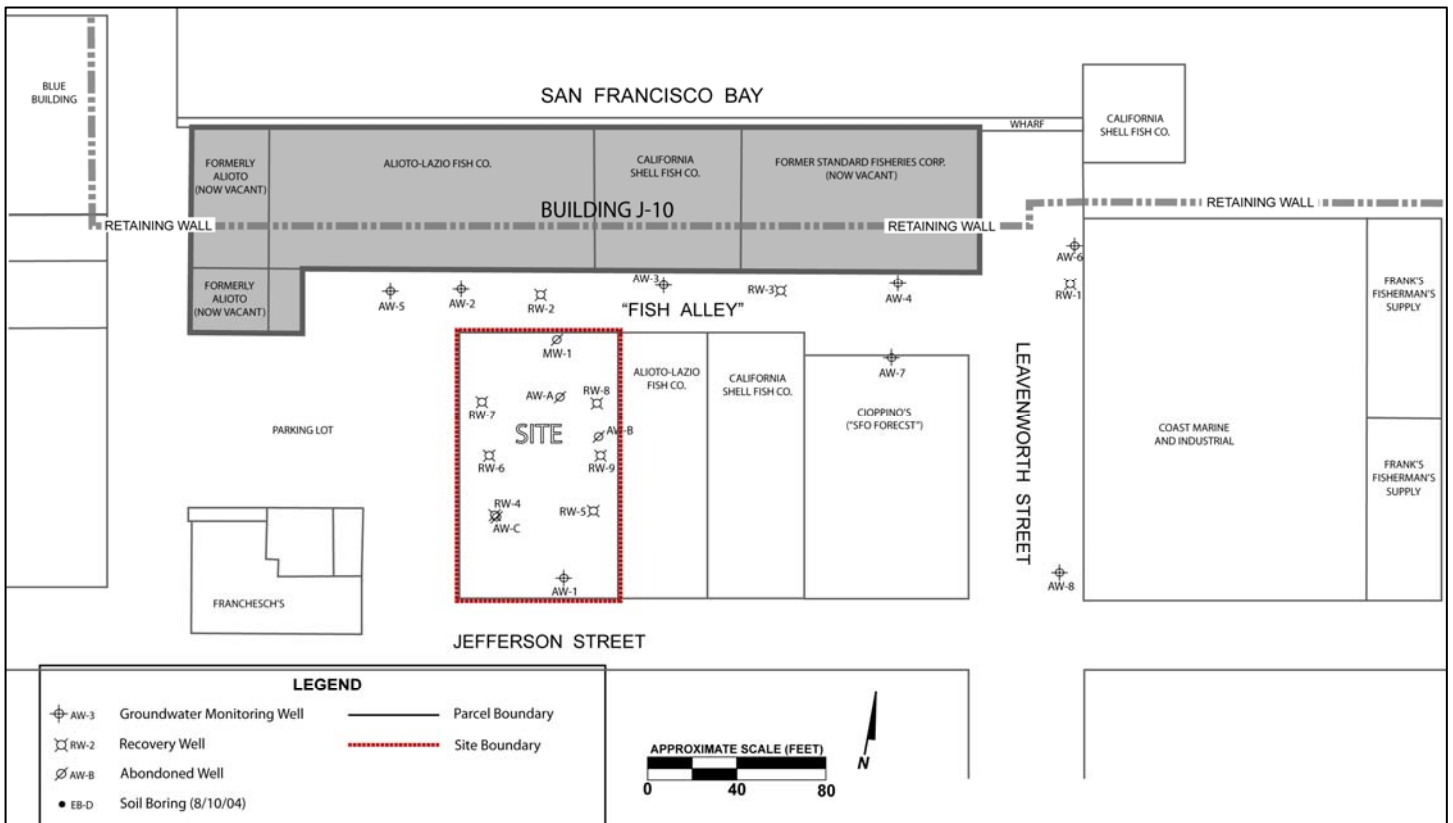 BLUE
BUILDING
SAN FRANCISCO BAY
WHARF
CALIFORNIA
SHELL FISH CO.
FORMERLY
ALIOTO
(NOW VACANT)
ALIOTO-LAZIO FISH CO.
CALIFORNIA
SHELL FISH CO.
FORMER STANDARD FISHERIES CORP.
(NOW VACANT)
BUILDING J-10
RETAINING WALL
RETAINING WALL
RETAINING WALL
FORMERLY
ALIOTO
(NOW VACANT)
AW-5
AW-2
RW-2
AW-3
RW-3
AW-4
AW-6
RW-1
"FISH ALLEY"
FRANK'S
FISHERMAN'S
SUPPLY
MW-1
AW-A
RW-8
RW-7
SITE
AW-B
RW-6
RW-9
RW-4
AW-C
RW-5
AW-1
ALIOTO-LAZIO
FISH CO.
CALIFORNIA
SHELL FISH CO.
AW-7
CIOPPINO'S
("SFO FORECST")
LEAVENWORTH STREET
AW-8
COAST MARINE
AND INDUSTRIAL
FRANK'S
FISHERMAN'S
SUPPLY
PARKING LOT
FRANCHESCH'S
JEFFERSON STREET
LEGEND
AW-3 Groundwater Monitoring Well
RW-2 Recovery Well
AW-B Abondoned Well
EB-D Soil Boring (8/10/04)
Parcel Boundary
Site Boundary
APPROXIMATE SCALE (FEET)
0 40 80
N